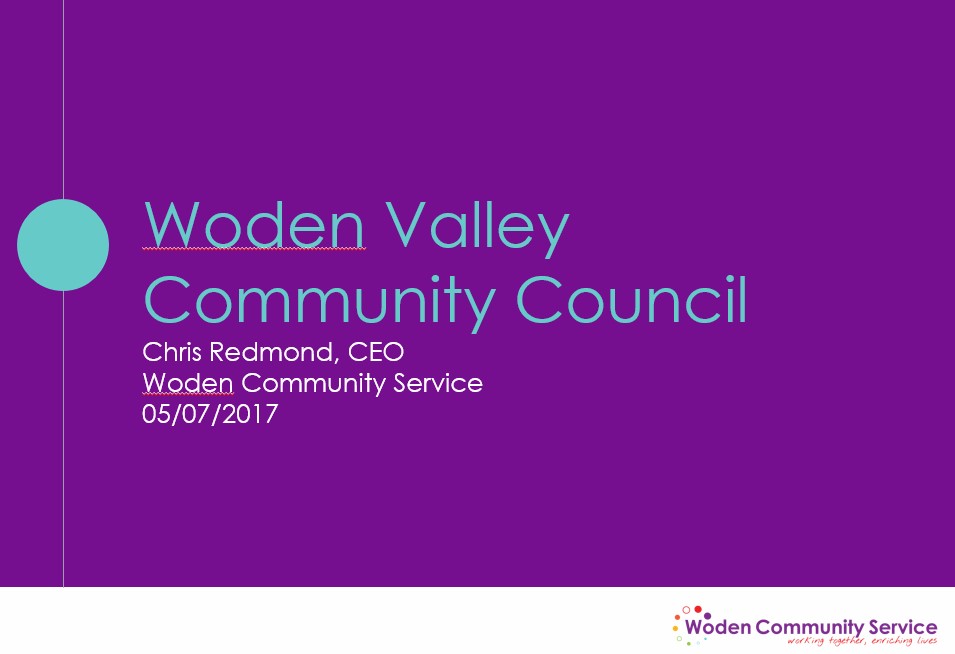 Woden Valley
Community Council
Chris Redmond, CEO
Woden Community Service
05/07/2017
Woden Community Service
working together, enriching lives